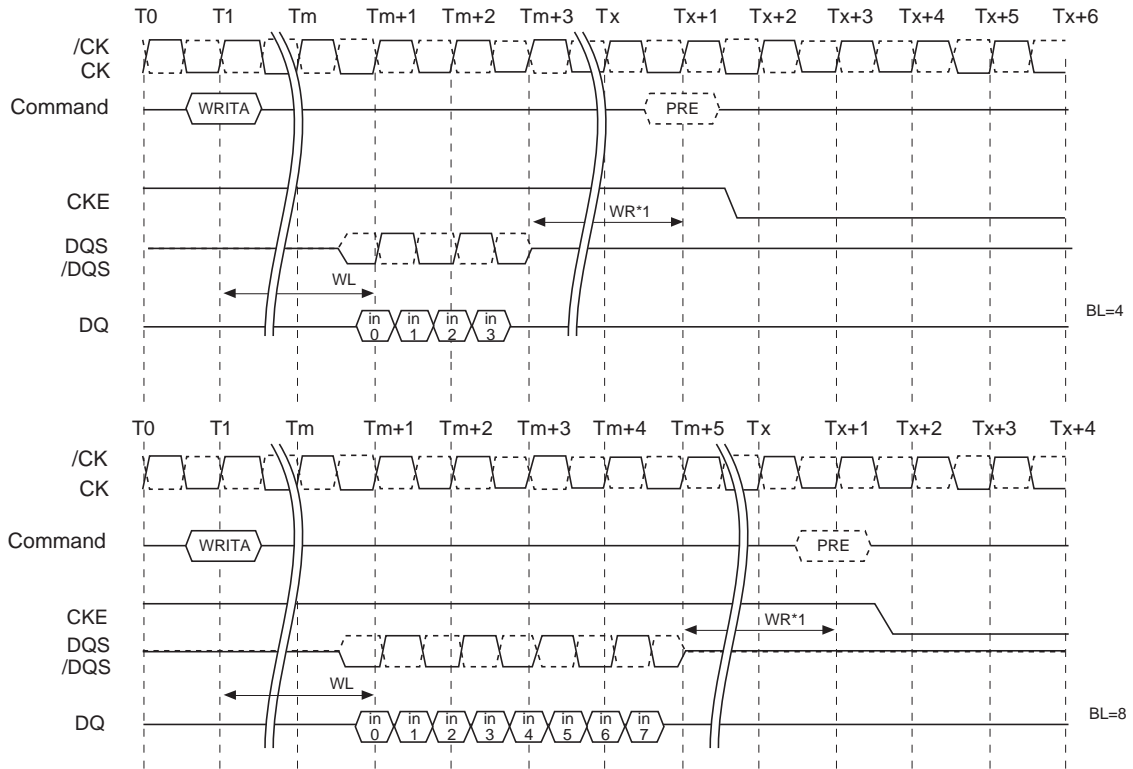 T0 T1 Tm Tm+1 Tm+2 Tm+3 Tx Tx+1 Tx+2 Tx+3 Tx+4 Tx+5 Tx+6
/CK
CK
Command WRITA PRE
CKE
WR*1
DQS
/DQS
WL
DQ in 0 in 1 in 2 in 3
BL=4
T0 T1 Tm Tm+1 Tm+2 Tm+3 Tm+4 Tm+5 Tx Tx+1 Tx+2 Tx+3 Tx+4
/CK
CK
Command WRITA PRE
CKE
WR*1
DQS
/DQS
WL
DQ in 0 in 1 in 2 in 3 in 4 in 5 in 6 in 7
BL=8